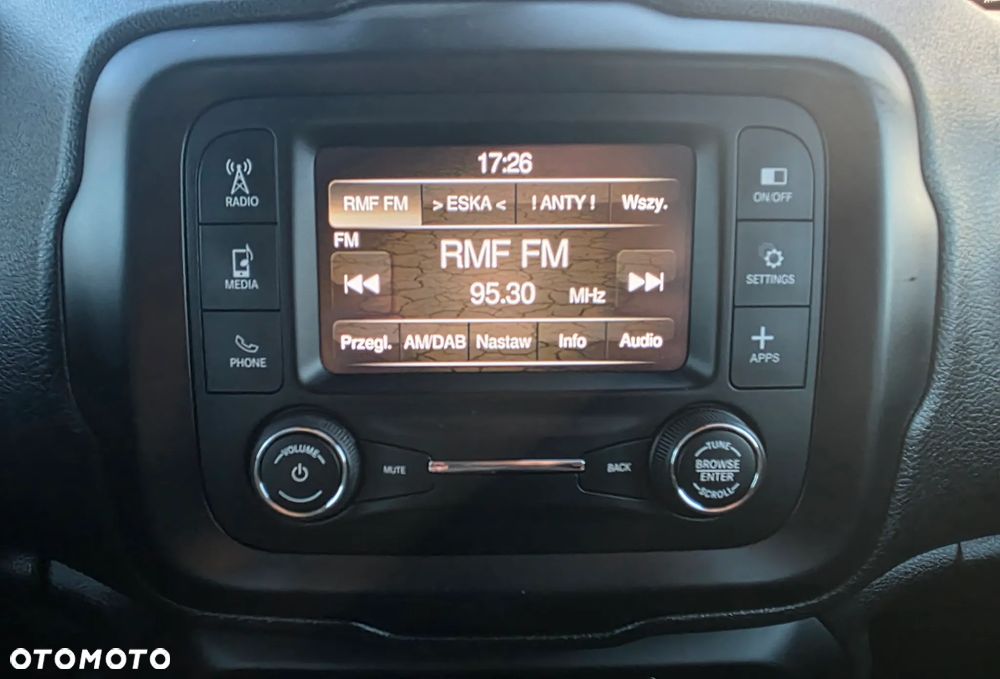 17:26
RMF FM
> ESKA <
! ANTY !
Wszy.
FM
RMF FM
95.30 MHz
Przegl.
AM/DAB
Nastaw
Info
Audio
RADIO
MEDIA
PHONE
ON/OFF
SETTINGS
APPS
VOLUME
MUTE
BACK
TUNE
BROWSE
ENTER
SCROLL
OTOMOTO